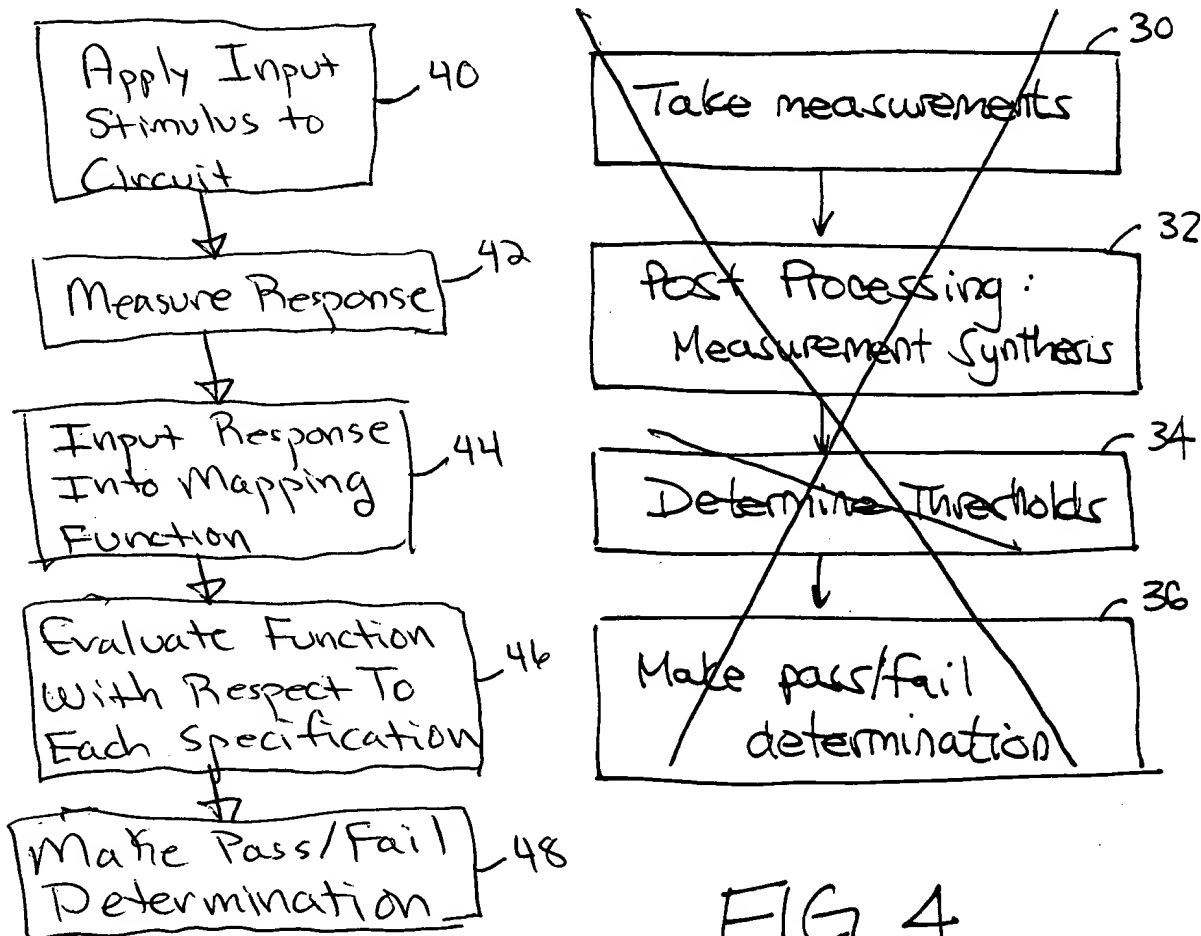 Apply Input
Stimulus to
Circuit
40
Measure Response
42
Input Response
Into Mapping
Function
44
Evaluate Function
With Respect To
Each Specification
46
Make Pass/Fail
Determination
48
30
Take measurements
32
Post Processing:
Measurement Synthesis
34
Determine Thresholds
36
Make pass/fail
determination
FIG 4